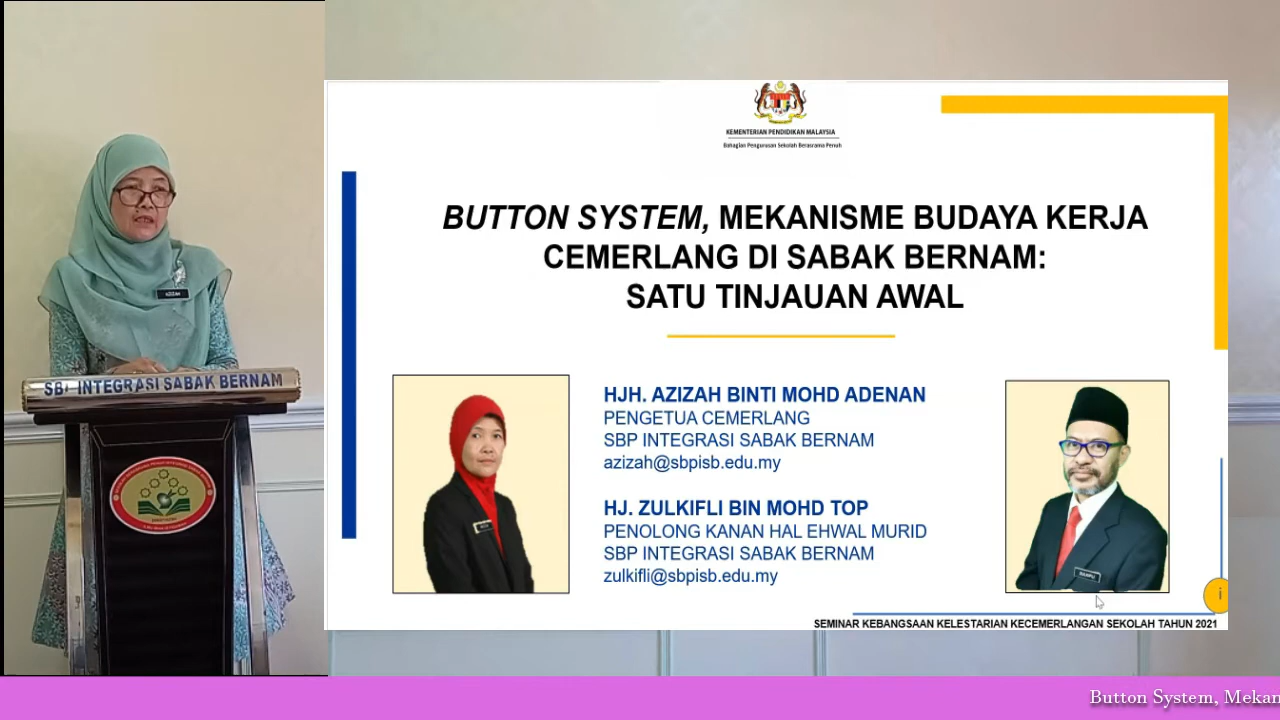 KEMENTERIAN PENDIDIKAN MALAYSIA
Bahagian Pengurusan Sekolah Berasrama Penuh
BUTTON SYSTEM, MEKANISME BUDAYA KERJA
CEMERLANG DI SABAK BERNAM:
SATU TINJAUAN AWAL
HJH. AZIZAH BINTI MOHD ADENAN
PENGETUA CEMERLANG
SBP INTEGRASI SABAK BERNAM
azizah@sbpisb.edu.my
HJ. ZULKIFLI BIN MOHD TOP
PENOLONG KANAN HAL EHWAL MURID
SBP INTEGRASI SABAK BERNAM
zulkifli@sbpisb.edu.my
i
SEMINAR KEBANGSAAN KELESTARIAN KECEMERLANGAN SEKOLAH TAHUN 2021
AZIZAH
SBP INTEGRASI SABAK BERNAM
Button System, Mekan